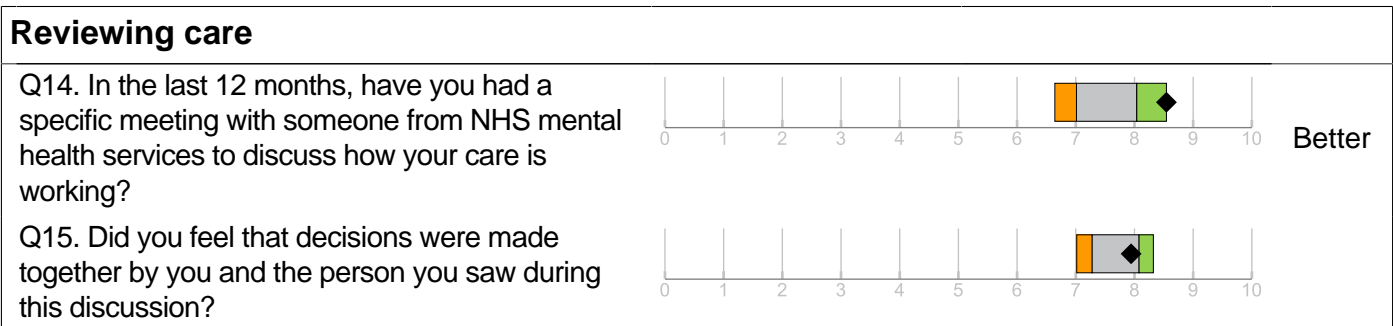 Reviewing care
Q14. In the last 12 months, have you had a
specific meeting with someone from NHS mental
health services to discuss how your care is
working?
0 1 2 3 4 5 6 7 8 9 10
Better
Q15. Did you feel that decisions were made
together by you and the person you saw during
this discussion?
0 1 2 3 4 5 6 7 8 9 10